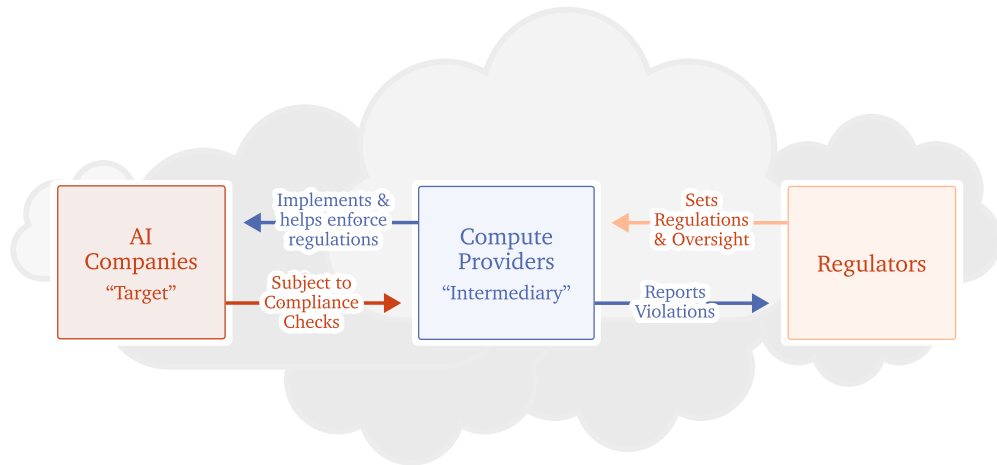 AI
Companies
“Target”
Implements &
helps enforce
regulations
Subject to
Compliance
Checks
Compute
Providers
“Intermediary”
Sets
Regulations
& Oversight
Reports
Violations
Regulators